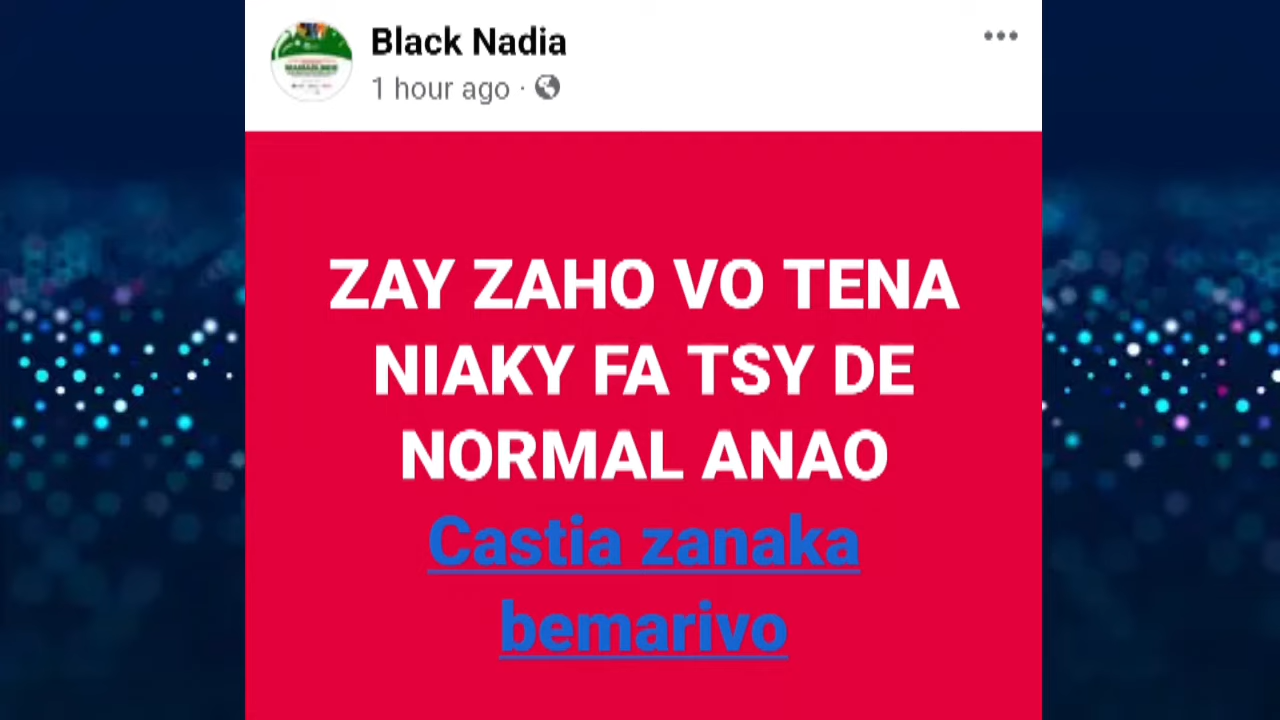 Black Nadia
1 hour ago ·
ZAY ZAHO VO TENA
NIAKY FA TSY DE
NORMAL ANAO
Castia zanaka
bemarivo